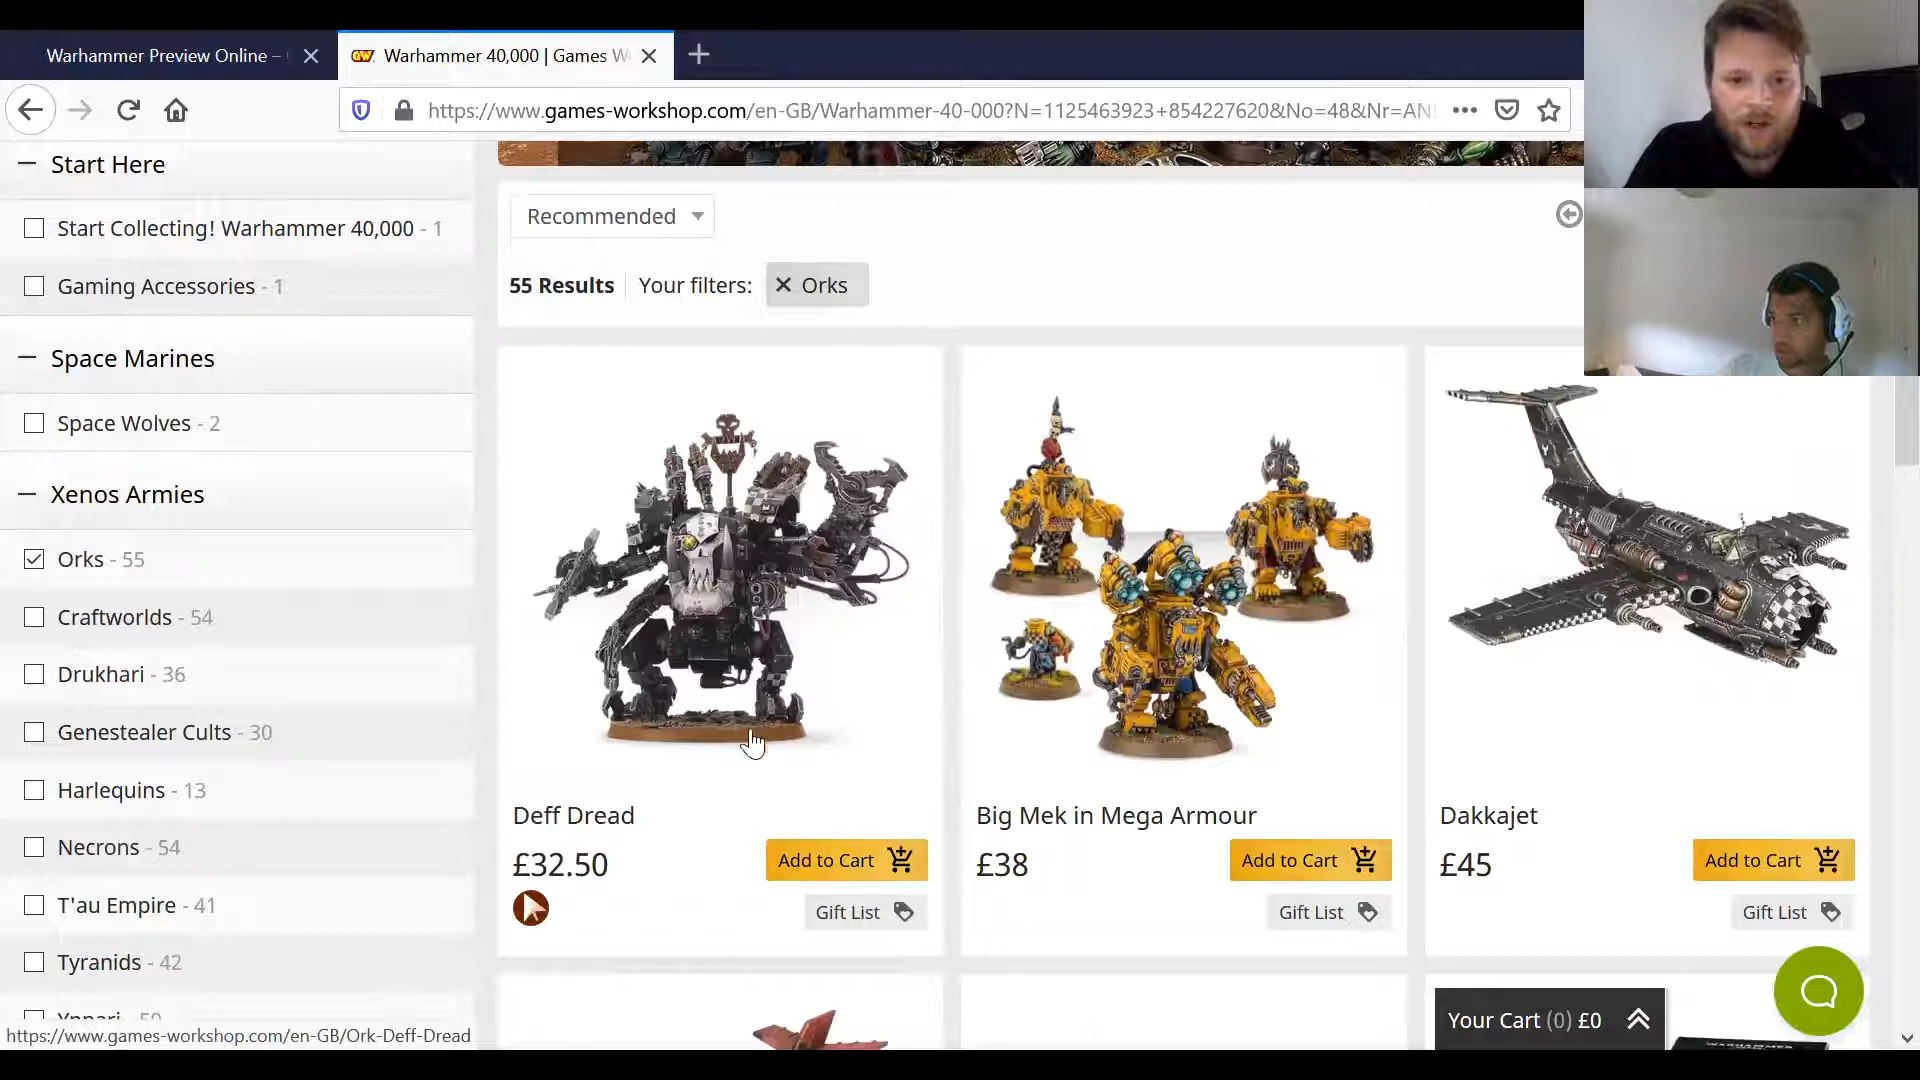 Warhammer Preview Online –
Warhammer 40,000 | Games W
https://www.games-workshop.com/en-GB/Warhammer-40-000?N=1125463923+854227620&No=48&Nr=AN
Start Here
Start Collecting! Warhammer 40,000 - 1
Gaming Accessories - 1
Space Marines
Space Wolves - 2
Xenos Armies
Orks - 55
Craftworlds - 54
Drukhari - 36
Genestealer Cults - 30
Harlequins - 13
Necrons - 54
T'au Empire - 41
Tyranids - 42
Ynnari - 50
https://www.games-workshop.com/en-GB/Ork-Deff-Dread
Recommended
55 Results
Your filters:
Orks
Deff Dread
£32.50
Add to Cart
Gift List
Big Mek in Mega Armour
£38
Add to Cart
Gift List
Dakkajet
£45
Add to Cart
Gift List
Your Cart (0) £0